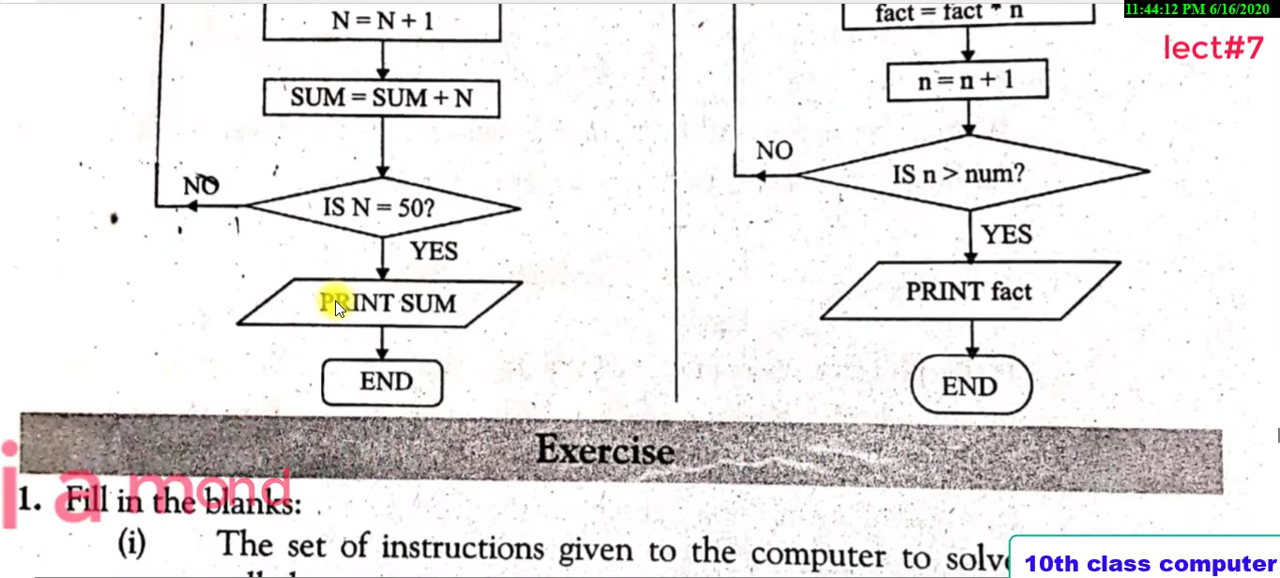 11:44:12 PM 6/16/2020
lect#7
N = N + 1
SUM = SUM + N
NO
IS N = 50?
YES
PRINT SUM
END
fact = fact * n
n = n + 1
NO
IS n > num?
YES
PRINT fact
END
Exercise
mond
1. Fill in the blanks:
(i) The set of instructions given to the computer to solv
10th class computer